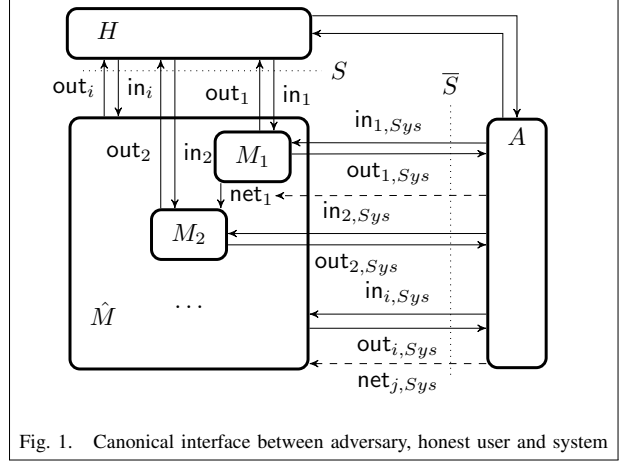 H
S
S̅
out_i
in_i
out_1
in_1
in_{1,Sys}
A
out_2
in_2
M_1
out_{1,Sys}
net_1
in_{2,Sys}
M_2
out_{2,Sys}
in_{i,Sys}
M̂
...
out_{i,Sys}
net_{j,Sys}
Fig. 1. Canonical interface between adversary, honest user and system